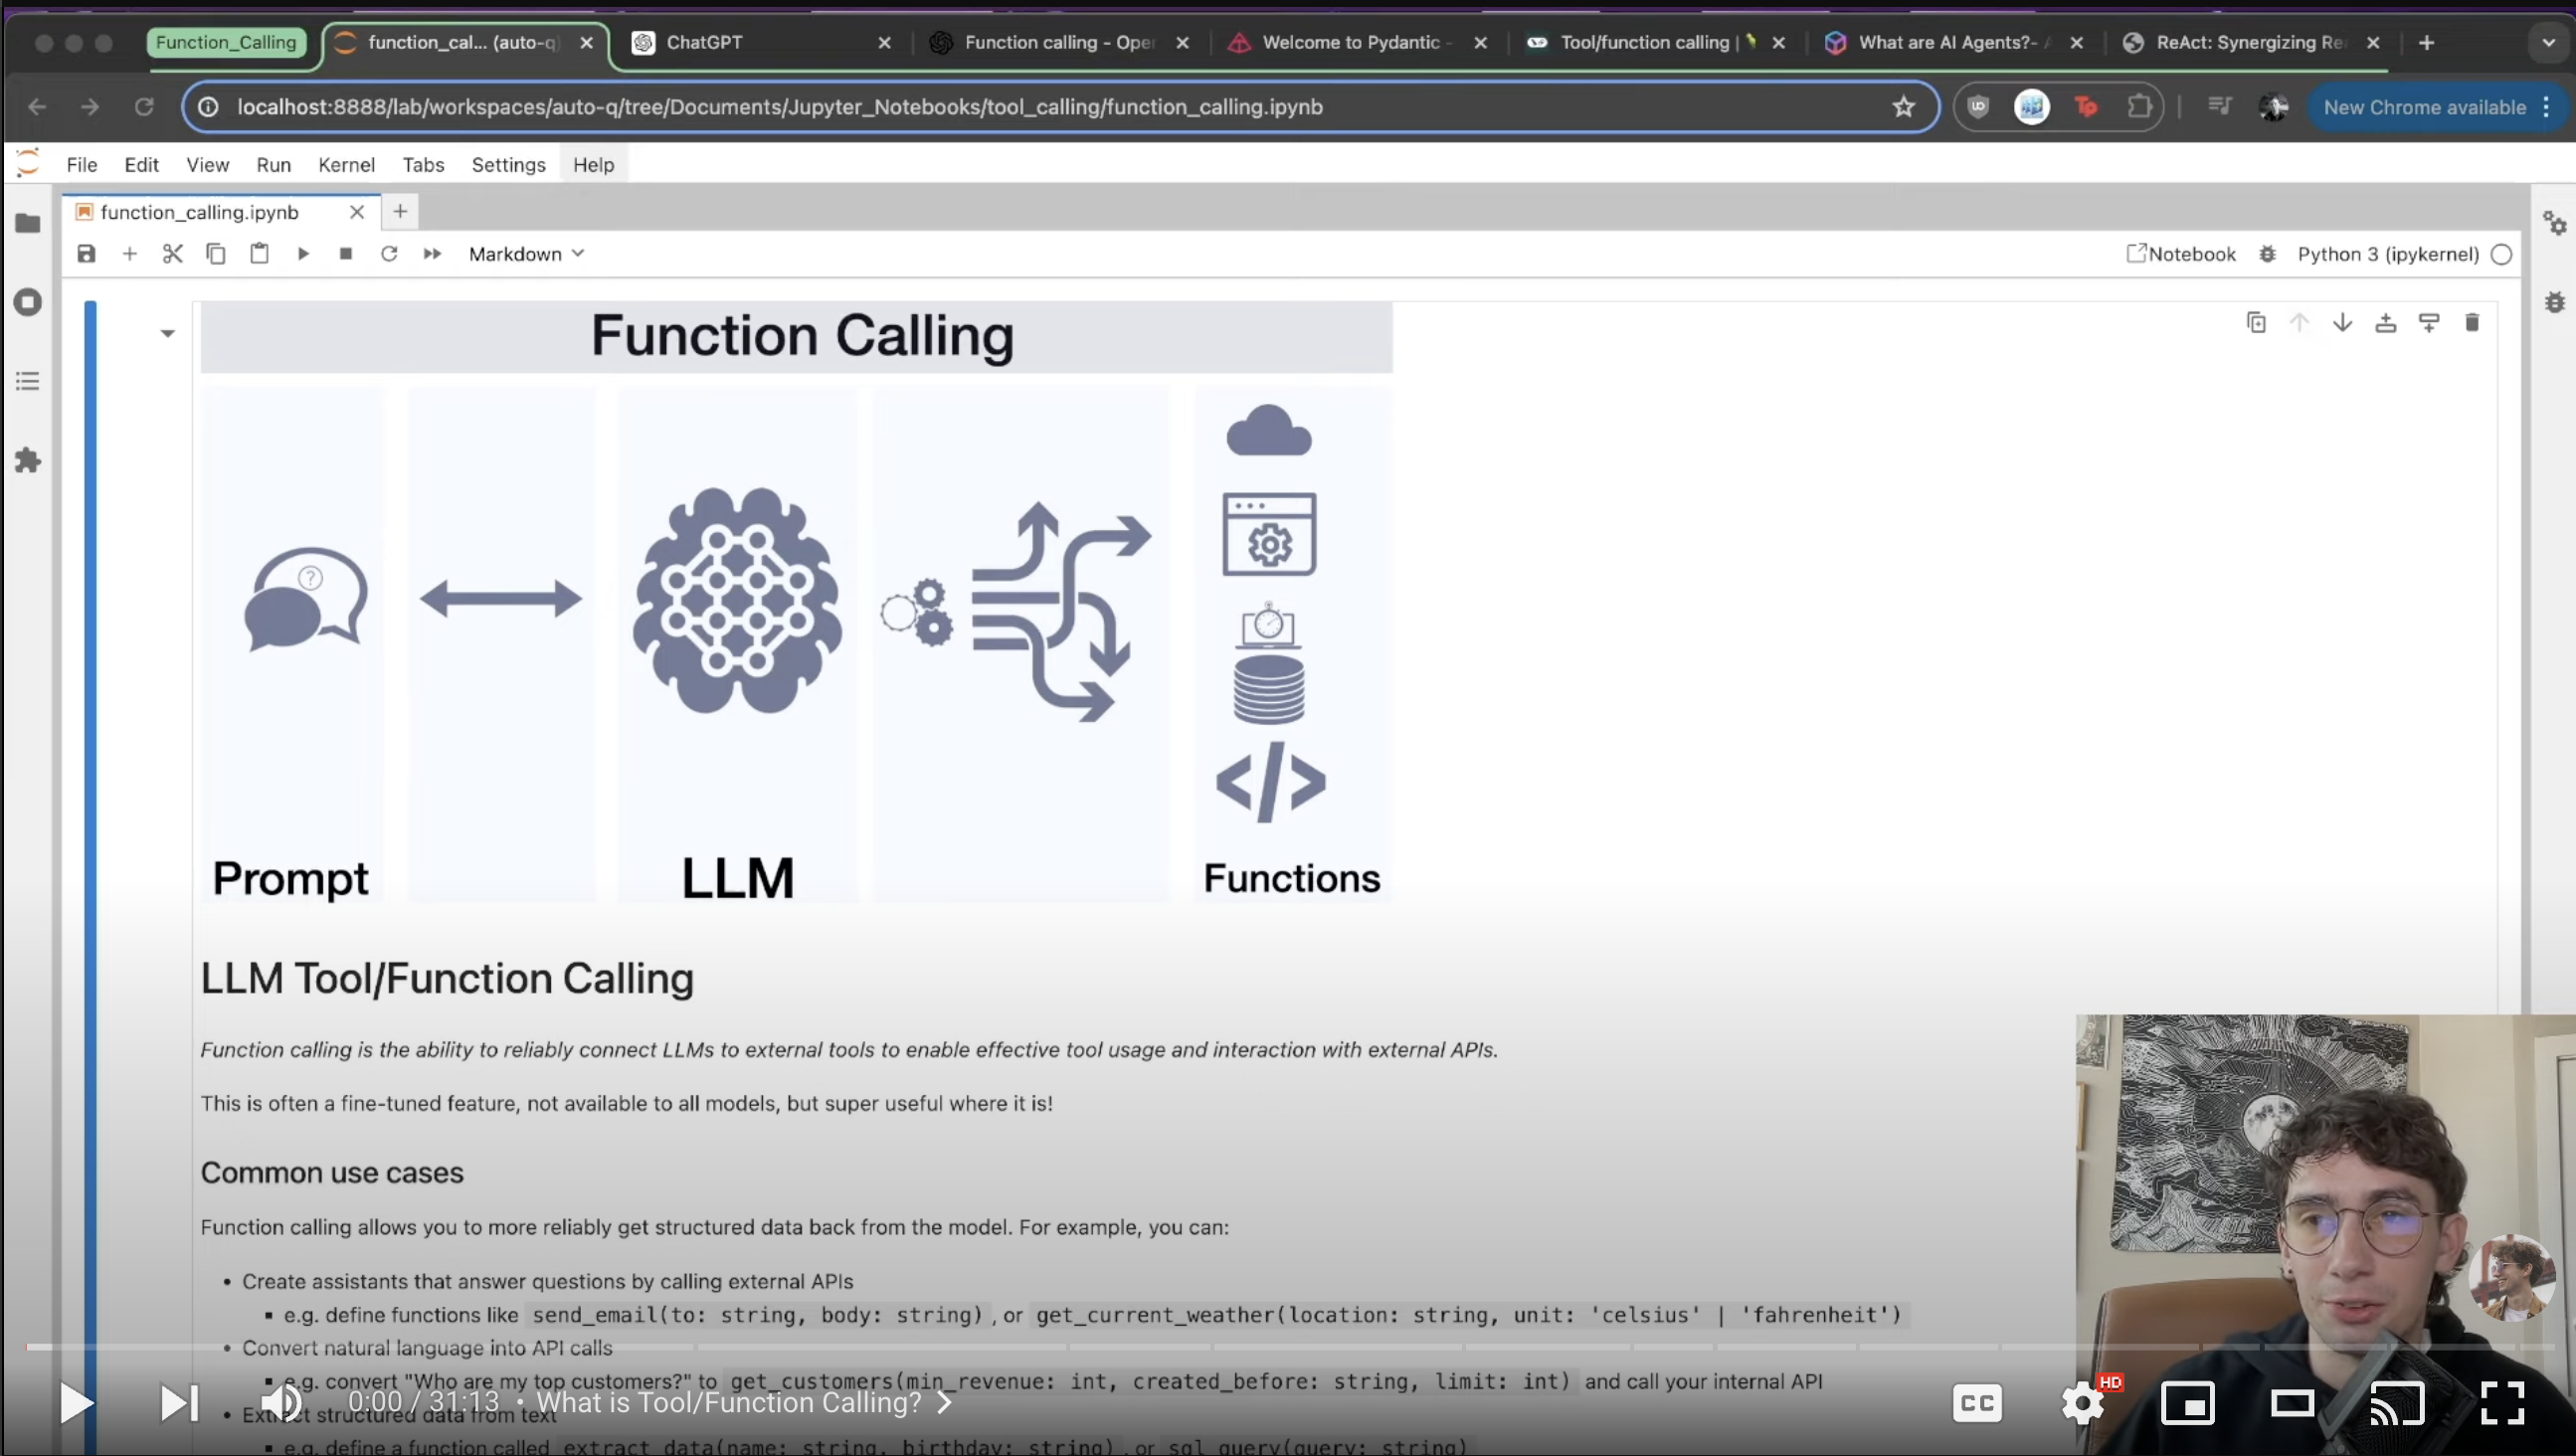 Function_Calling
function_cal... (auto-q)
ChatGPT
Function calling - Oper
Welcome to Pydantic -
Tool/function calling |
What are AI Agents?-
ReAct: Synergizing Re
localhost:8888/lab/workspaces/auto-q/tree/Documents/Jupyter_Notebooks/tool_calling/function_calling.ipynb
New Chrome available
File Edit View Run Kernel Tabs Settings Help
function_calling.ipynb
Markdown
Notebook
Python 3 (ipykernel)
Function Calling
?
Prompt
LLM
</>
Functions
LLM Tool/Function Calling
Function calling is the ability to reliably connect LLMs to external tools to enable effective tool usage and interaction with external APIs.
This is often a fine-tuned feature, not available to all models, but super useful where it is!
Common use cases
Function calling allows you to more reliably get structured data back from the model. For example, you can:
• Create assistants that answer questions by calling external APIs
▪ e.g. define functions like send_email(to: string, body: string) , or get_current_weather(location: string, unit: 'celsius' | 'fahrenheit')
• Convert natural language into API calls
▪ e.g. convert "Who are my top customers?" to get_customers(min_revenue: int, created_before: string, limit: int) and call your internal API
0:00 / 31:13 • What is Tool/Function Calling?
CC
HD
• Extract structured data from text
▪ e.g. define a function called extract_data(name: string, birthday: string) , or sql_query(query: string)